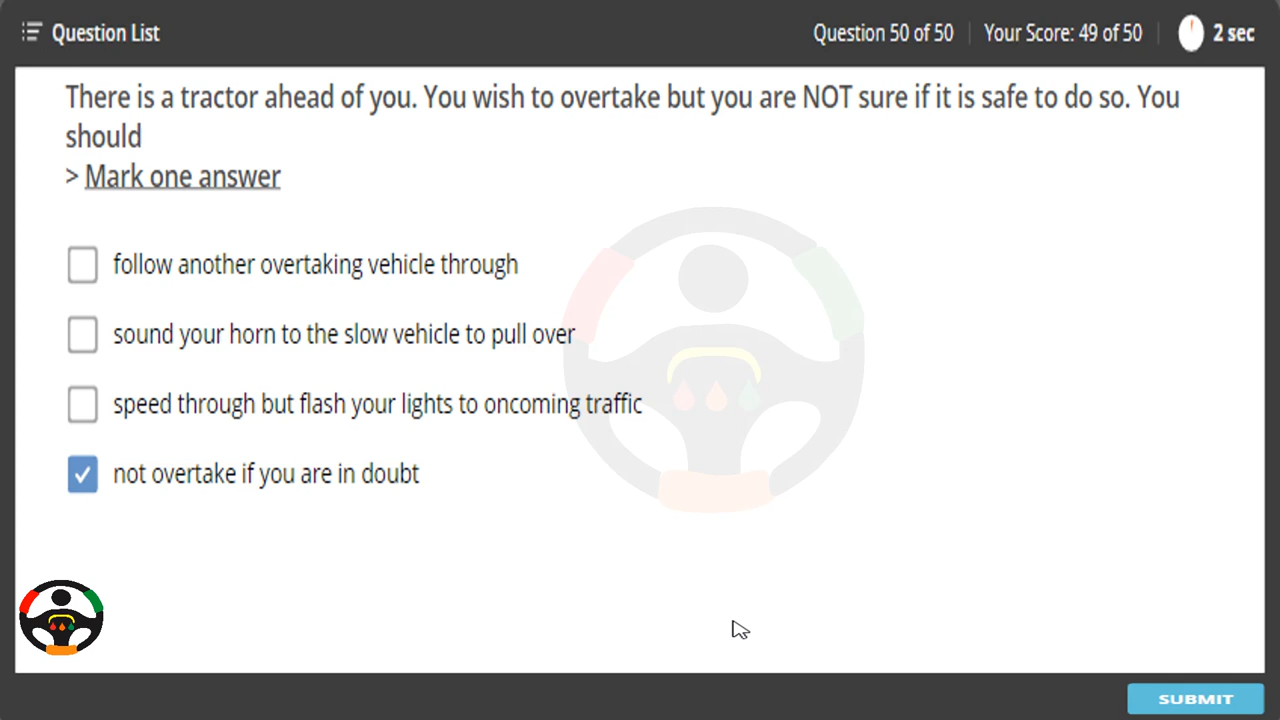 Question List
Question 50 of 50
Your Score: 49 of 50
2 sec
There is a tractor ahead of you. You wish to overtake but you are NOT sure if it is safe to do so. You
should
> Mark one answer
follow another overtaking vehicle through
sound your horn to the slow vehicle to pull over
speed through but flash your lights to oncoming traffic
not overtake if you are in doubt
SUBMIT